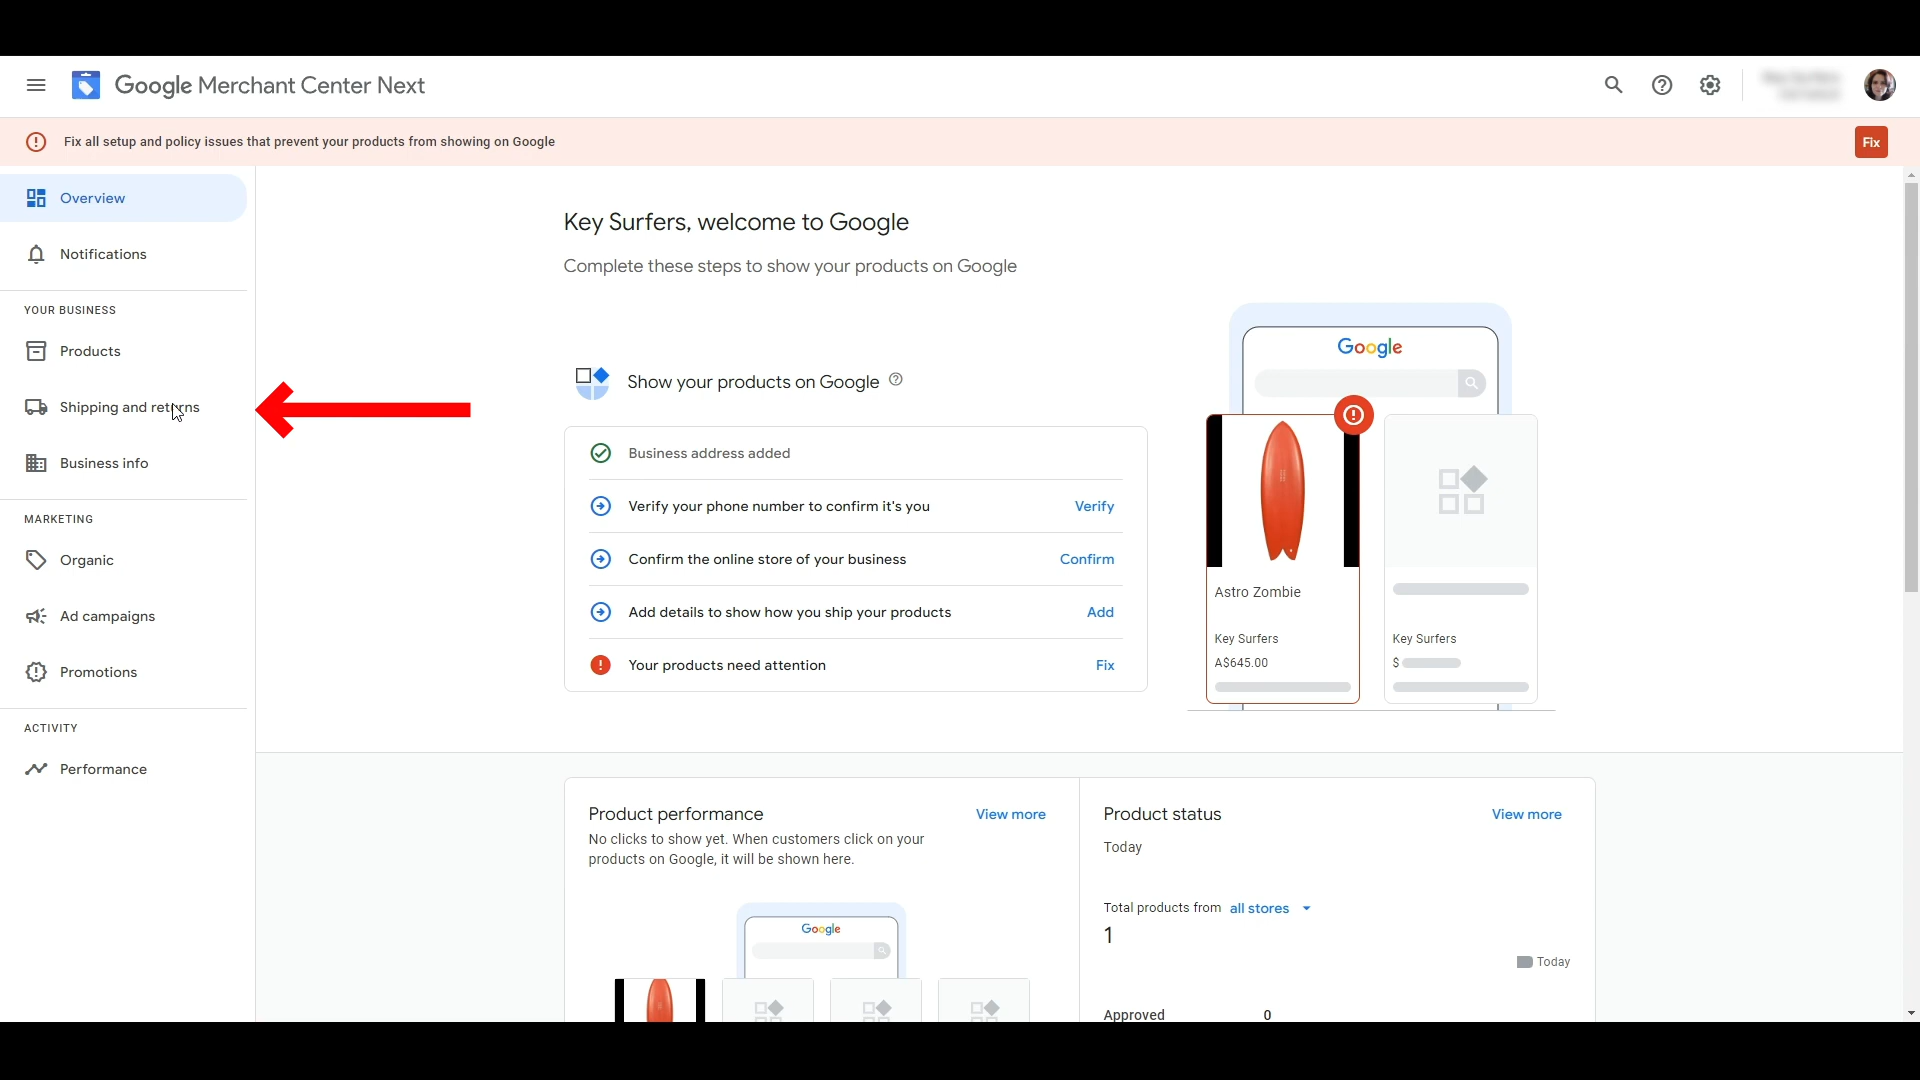 Google Merchant Center Next
Fix all setup and policy issues that prevent your products from showing on Google
Fix
Overview
Notifications
YOUR BUSINESS
Products
Shipping and returns
Business info
MARKETING
Organic
Ad campaigns
Promotions
ACTIVITY
Performance
Key Surfers, welcome to Google
Complete these steps to show your products on Google
Show your products on Google
Business address added
Verify your phone number to confirm it's you
Verify
Confirm the online store of your business
Confirm
Add details to show how you ship your products
Add
Your products need attention
Fix
Google
Astro Zombie
Key Surfers
A$645.00
Key Surfers
$
Product performance
View more
No clicks to show yet. When customers click on your
products on Google, it will be shown here.
Google
Product status
View more
Today
Total products from all stores
1
Today
Approved 0